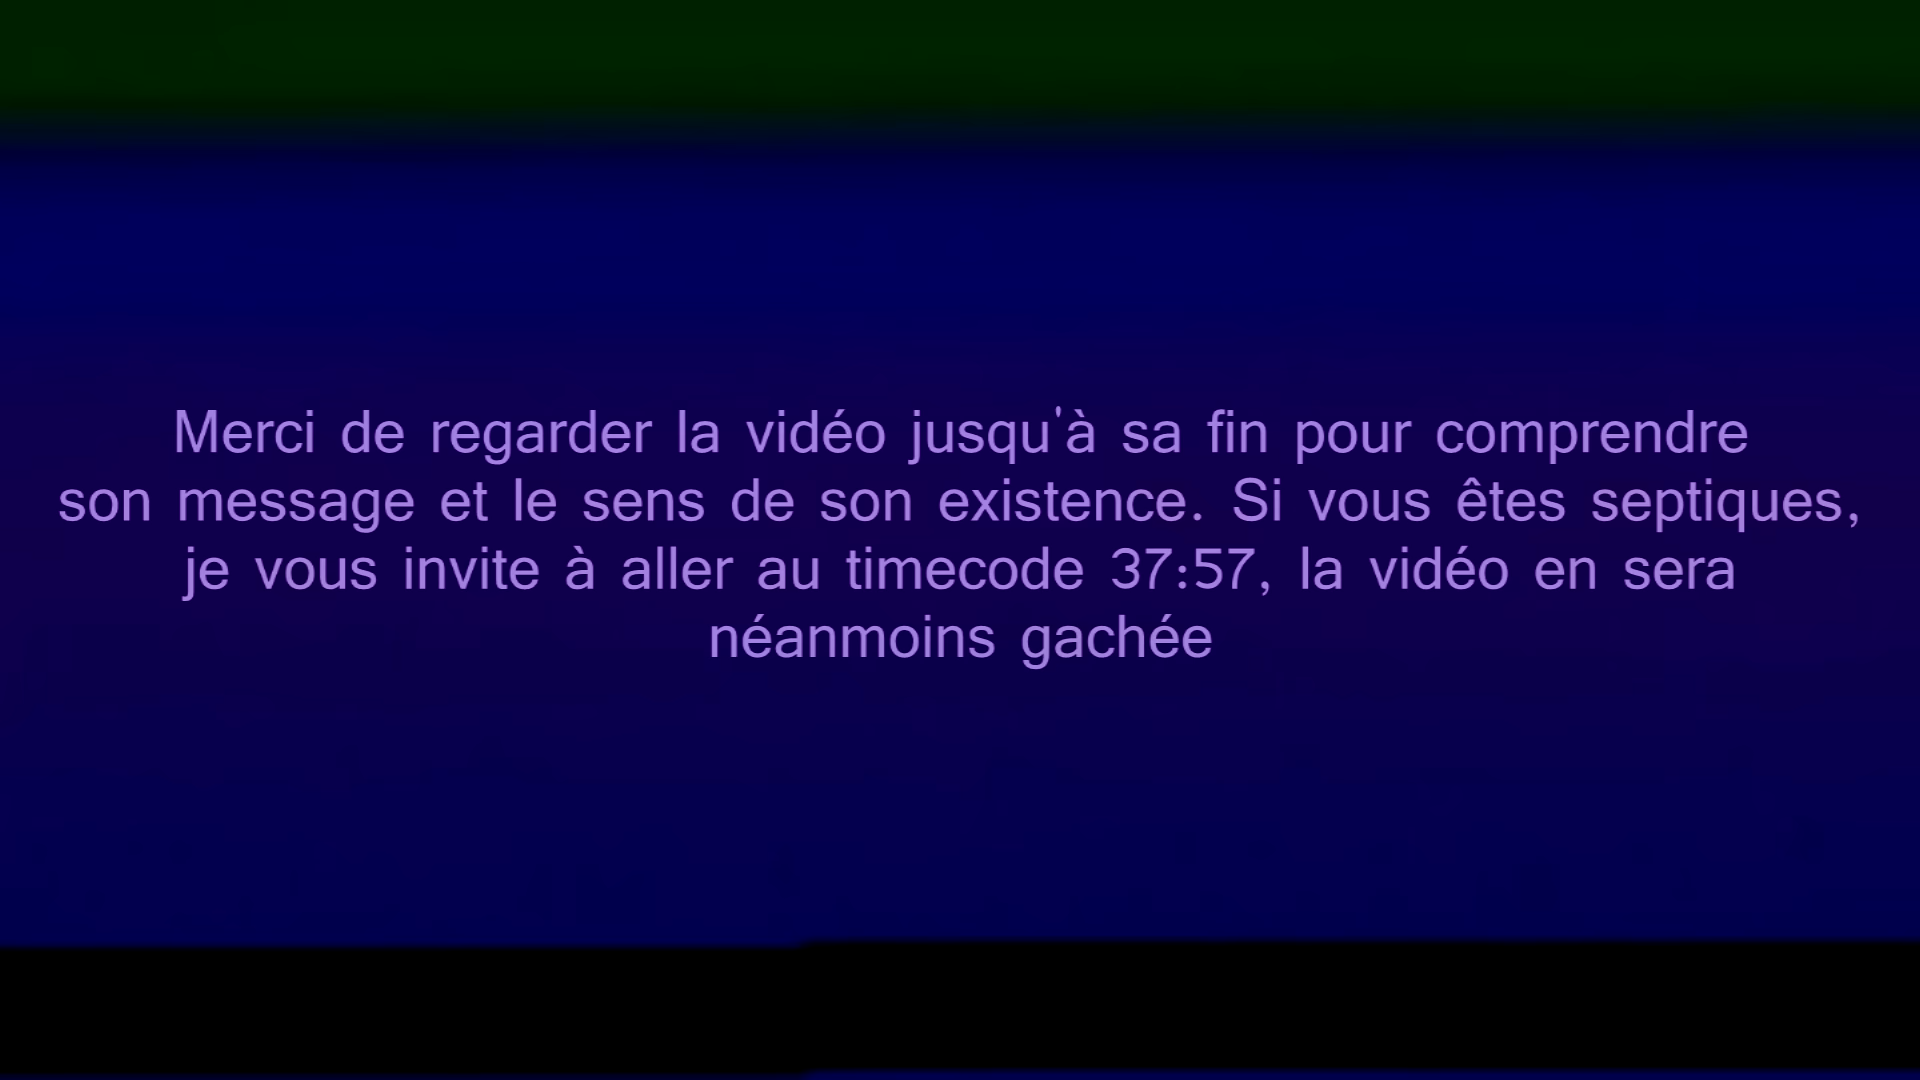 Merci de regarder la vidéo jusqu'à sa fin pour comprendre
son message et le sens de son existence. Si vous êtes septiques,
je vous invite à aller au timecode 37:57, la vidéo en sera
néanmoins gachée